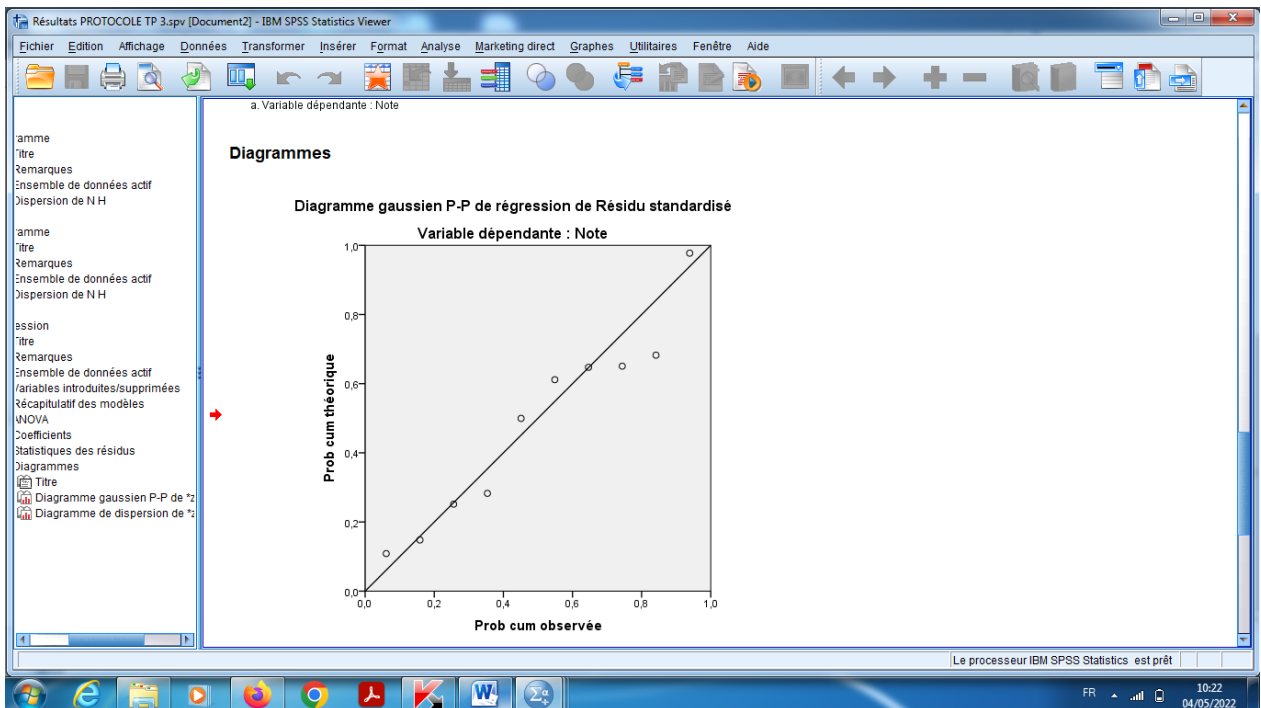 Résultats PROTOCOLE TP 3.spv [Document2] - IBM SPSS Statistics Viewer
Fichier Edition Affichage Données Transformer Insérer Format Analyse Marketing direct Graphes Utilitaires Fenêtre Aide
ramme
Titre
Remarques
Ensemble de données actif
Dispersion de N H
ramme
Titre
Remarques
Ensemble de données actif
Dispersion de N H
ession
Titre
Remarques
Ensemble de données actif
Variables introduites/supprimées
Récapitulatif des modèles
ANOVA
Coefficients
Statistiques des résidus
Diagrammes
Titre
Diagramme gaussien P-P de *z
Diagramme de dispersion de *z
a. Variable dépendante : Note
Diagrammes
Diagramme gaussien P-P de régression de Résidu standardisé
Variable dépendante : Note
Prob cum théorique
1,0
0,8
0,6
0,4
0,2
0,0
0,0 0,2 0,4 0,6 0,8 1,0
Prob cum observée
Le processeur IBM SPSS Statistics est prêt
W
Σα
FR
10:22
04/05/2022